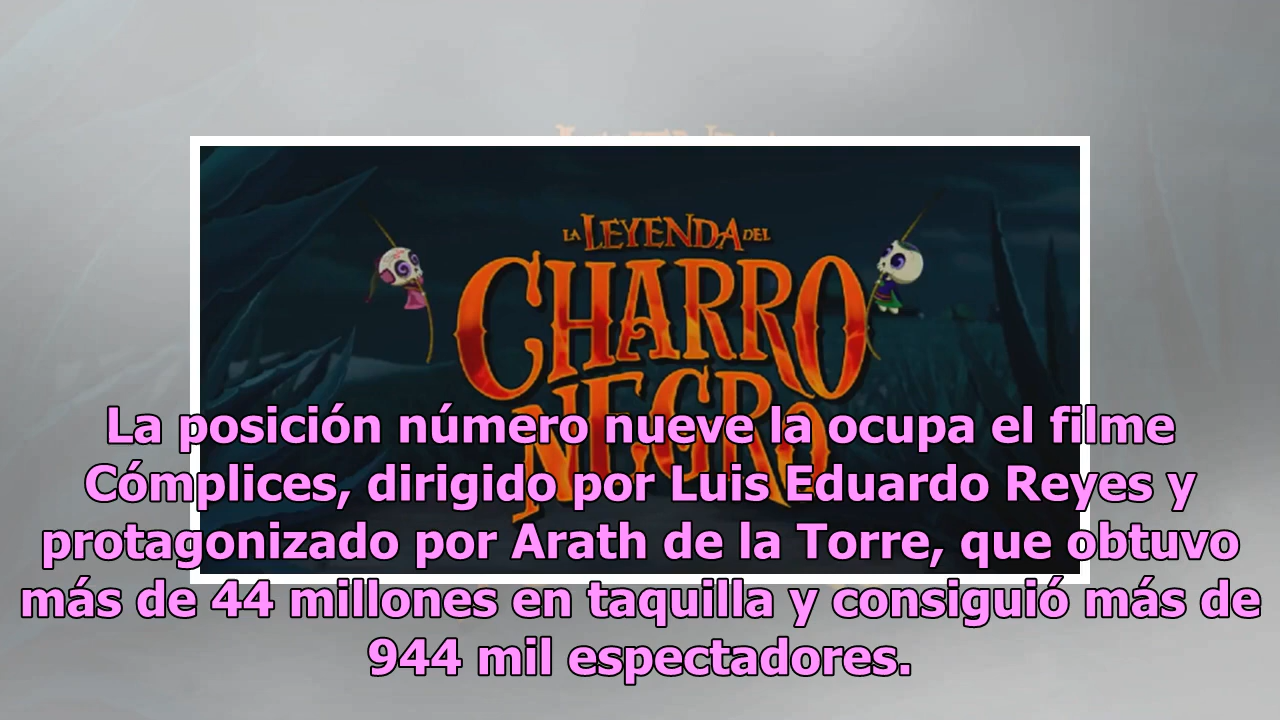 LA LEYENDA DEL
CHARRO
NEGRO
La posición número nueve la ocupa el filme
Cómplices, dirigido por Luis Eduardo Reyes y
protagonizado por Arath de la Torre, que obtuvo
más de 44 millones en taquilla y consiguió más de
944 mil espectadores.